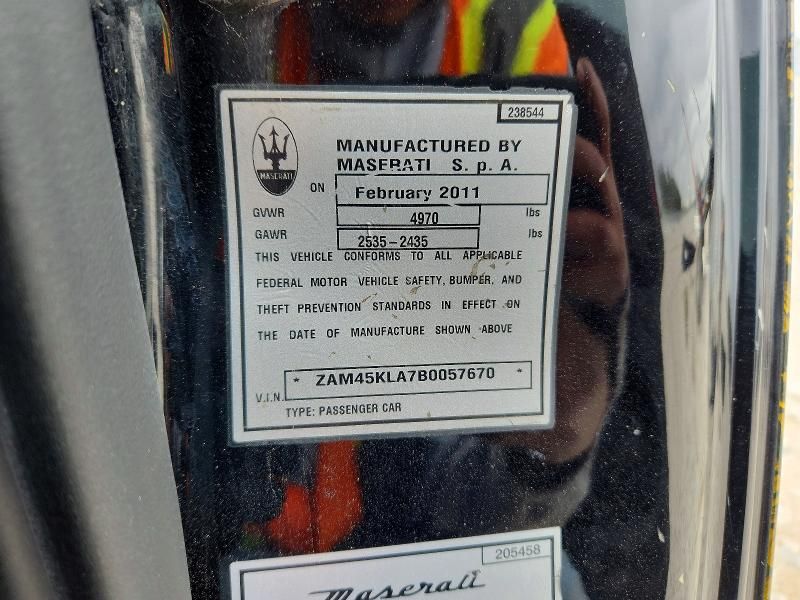 238544
MASERATI
MANUFACTURED BY
MASERATI S. p. A.
ON February 2011
GVWR 4970 lbs
GAWR 2535-2435 lbs
THIS VEHICLE CONFORMS TO ALL APPLICABLE
FEDERAL MOTOR VEHICLE SAFETY, BUMPER, AND
THEFT PREVENTION STANDARDS IN EFFECT ON
THE DATE OF MANUFACTURE SHOWN ABOVE
V.I.N. * ZAM45KLA7B0057670 *
TYPE: PASSENGER CAR
205458
Maserati